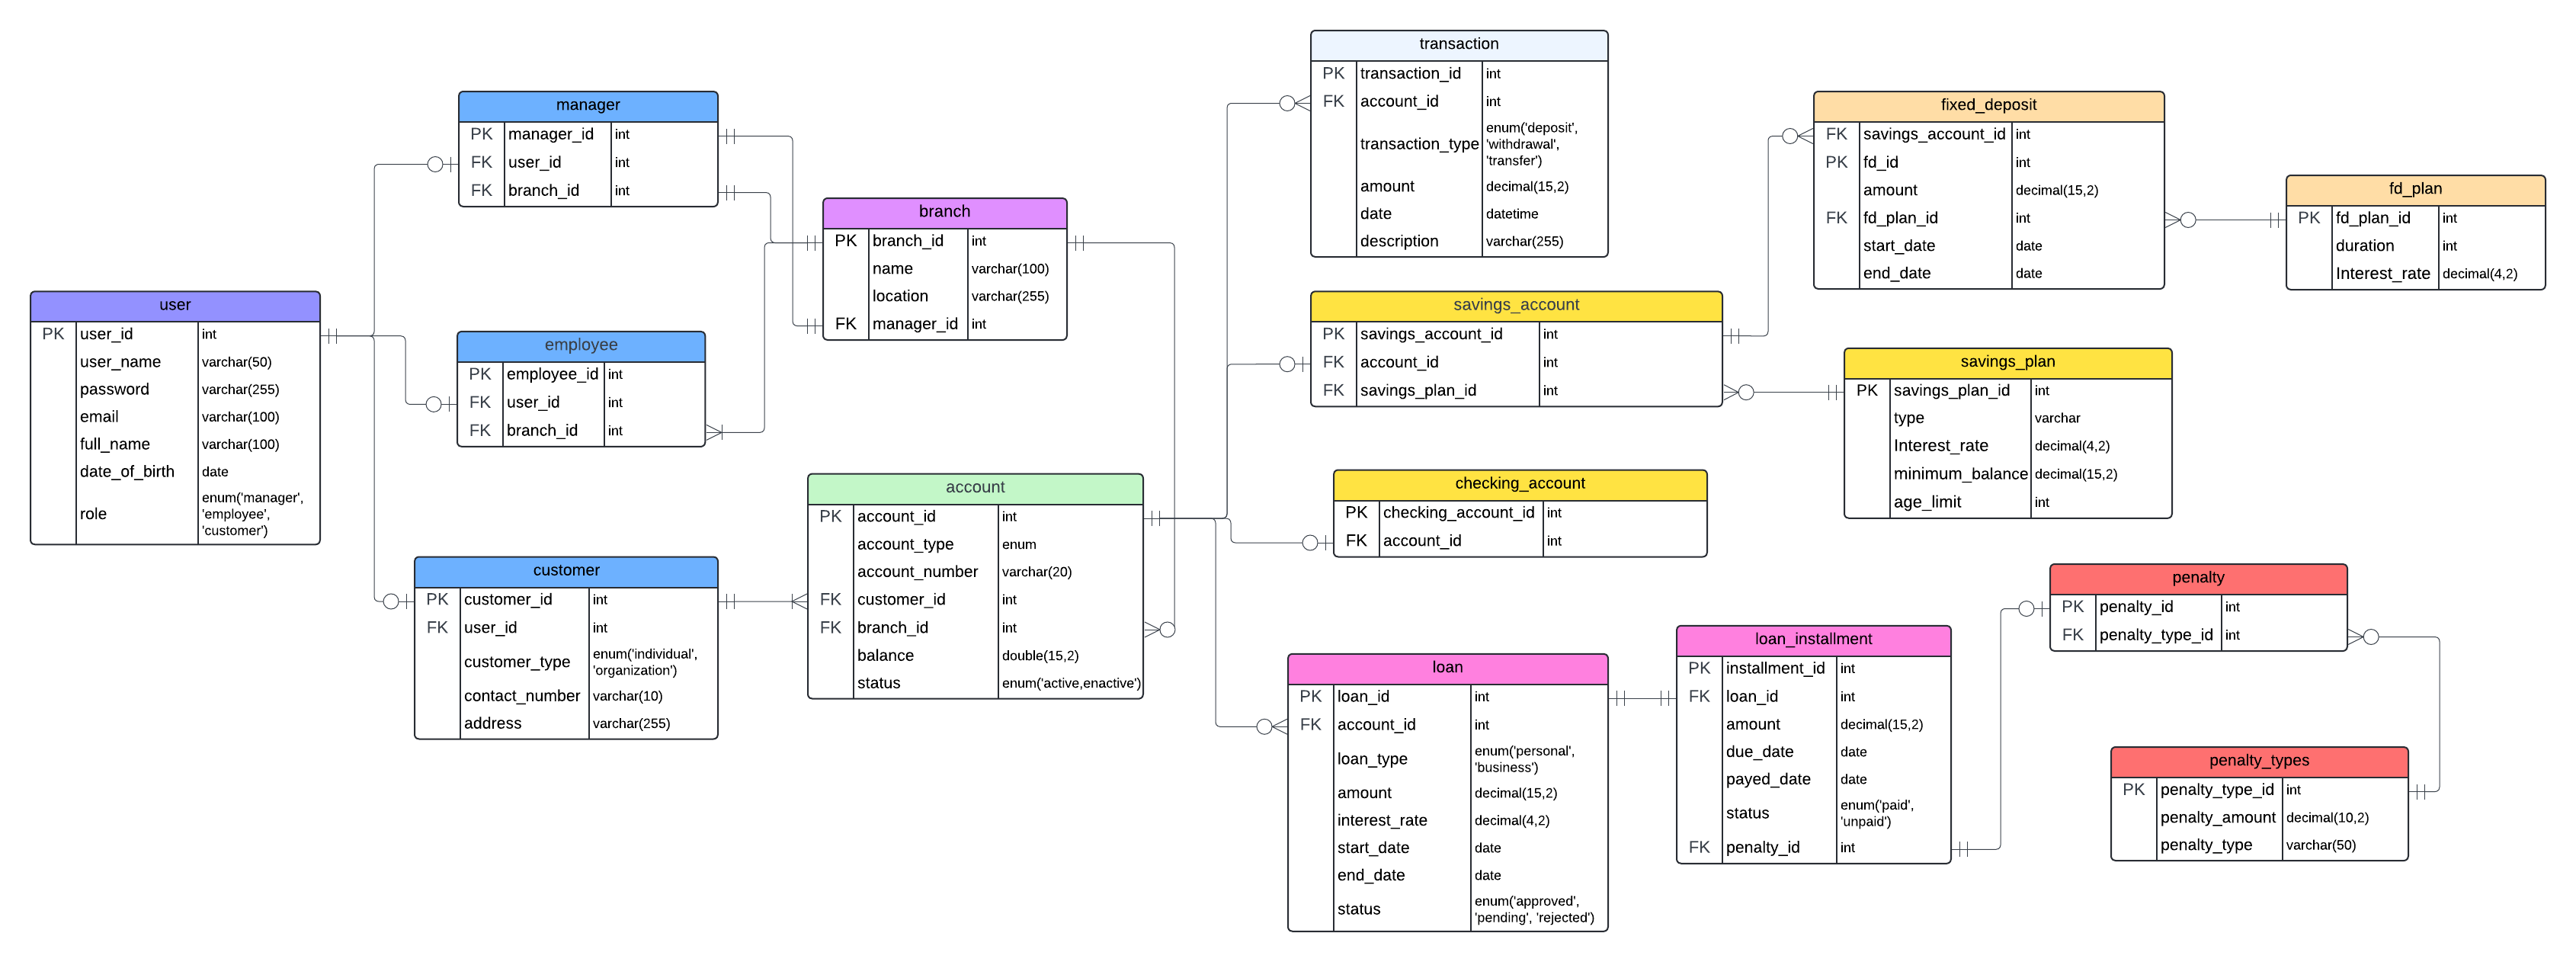 transaction
PK transaction_id int
FK account_id int
transaction_type enum('deposit',
'withdrawal',
'transfer')
amount decimal(15,2)
date datetime
description varchar(255)
manager
PK manager_id int
FK user_id int
FK branch_id int
fixed_deposit
FK savings_account_id int
PK fd_id int
amount decimal(15,2)
FK fd_plan_id int
start_date date
end_date date
fd_plan
PK fd_plan_id int
duration int
Interest_rate decimal(4,2)
branch
PK branch_id int
name varchar(100)
location varchar(255)
FK manager_id int
user
PK user_id int
user_name varchar(50)
password varchar(255)
email varchar(100)
full_name varchar(100)
date_of_birth date
role enum('manager',
'employee',
'customer')
employee
PK employee_id int
FK user_id int
FK branch_id int
savings_account
PK savings_account_id int
FK account_id int
FK savings_plan_id int
savings_plan
PK savings_plan_id int
type varchar
Interest_rate decimal(4,2)
minimum_balance decimal(15,2)
age_limit int
checking_account
PK checking_account_id int
FK account_id int
account
PK account_id int
account_type enum
account_number varchar(20)
FK customer_id int
FK branch_id int
balance double(15,2)
status enum('active,enactive')
customer
PK customer_id int
FK user_id int
customer_type enum('individual',
'organization')
contact_number varchar(10)
address varchar(255)
loan
PK loan_id int
FK account_id int
loan_type enum('personal',
'business')
amount decimal(15,2)
interest_rate decimal(4,2)
start_date date
end_date date
status enum('approved',
'pending', 'rejected')
loan_installment
PK installment_id int
FK loan_id int
amount decimal(15,2)
due_date date
payed_date date
status enum('paid',
'unpaid')
FK penalty_id int
penalty
PK penalty_id int
FK penalty_type_id int
penalty_types
PK penalty_type_id int
penalty_amount decimal(10,2)
penalty_type varchar(50)